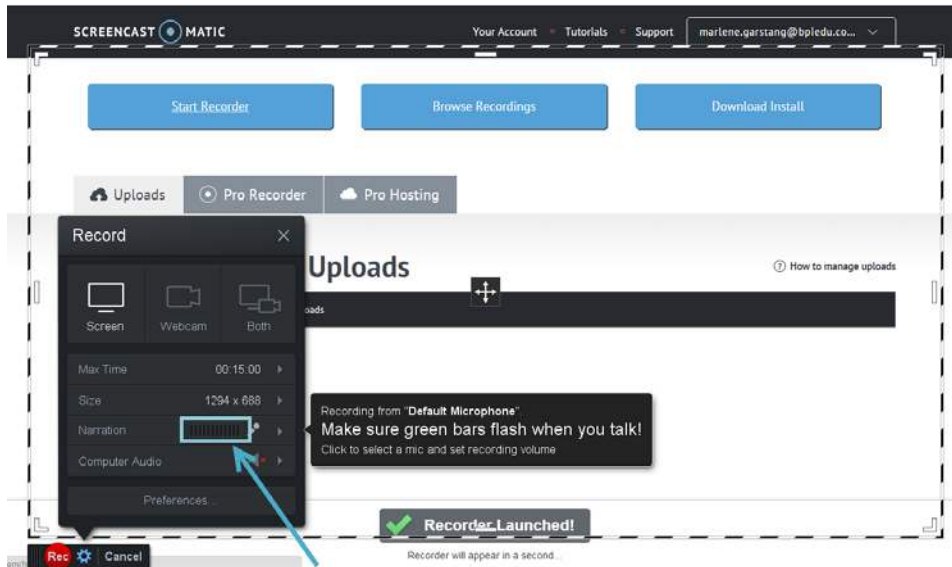 SCREENCAST MATIC
Your Account Tutorials Support marlene.garstang@bpledu.co...
Start Recorder Browse Recordings Download Install
Uploads Pro Recorder Pro Hosting
Record
Uploads
How to manage uploads
oads
Screen Webcam Both
Max Time 00:15:00
Size 1294 x 688
Narration
Computer Audio
Preferences...
Recording from "Default Microphone".
Make sure green bars flash when you talk!
Click to select a mic and set recording volume
Recorder Launched!
Recorder will appear in a second...
Rec Cancel